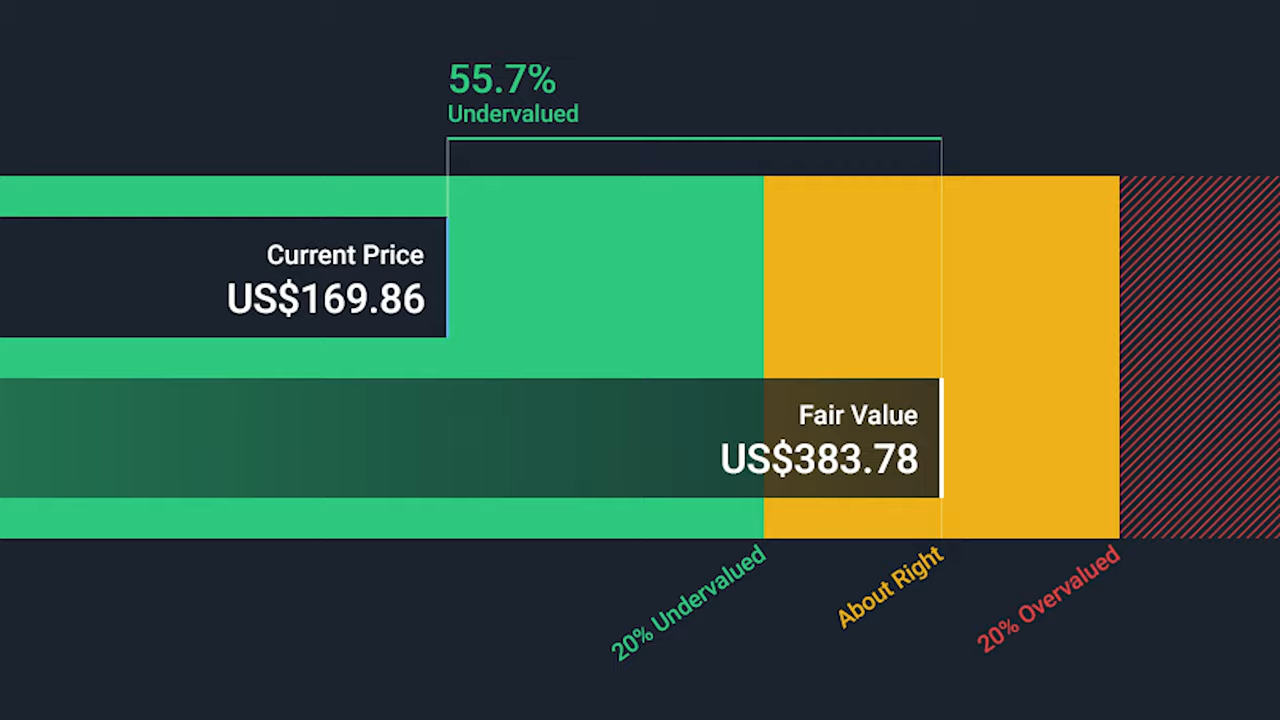 55.7%
Undervalued
Current Price
US$169.86
Fair Value
US$383.78
20% Undervalued
About Right
20% Overvalued